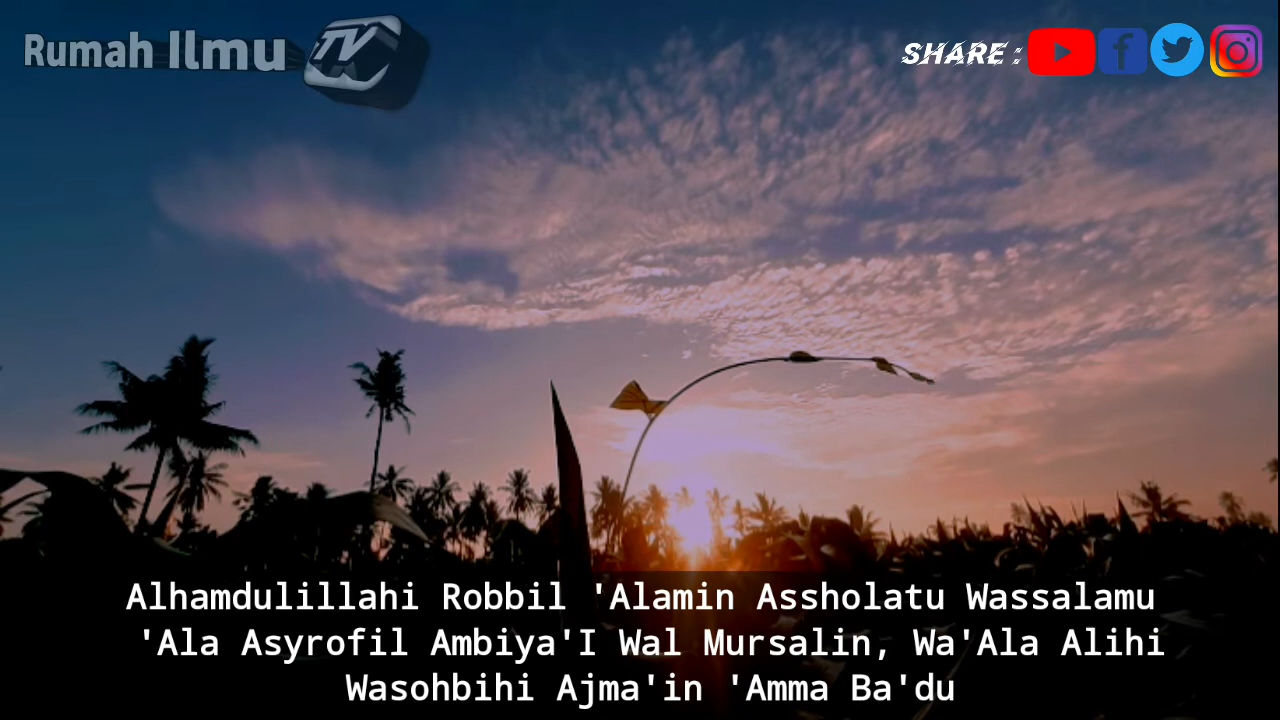 Rumah Ilmu TV
SHARE :
Alhamdulillahi Robbil 'Alamin Assholatu Wassalamu
'Ala Asyrofil Ambiya'I Wal Mursalin, Wa'Ala Alihi
Wasohbihi Ajma'in 'Amma Ba'du